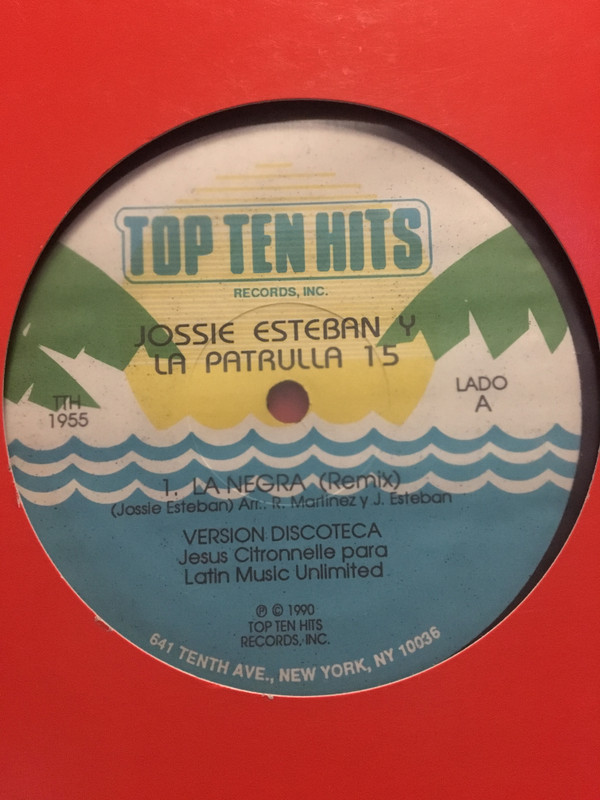 TOP TEN HITS
RECORDS, INC.
JOSSIE ESTEBAN Y
LA PATRULLA 15
TTH
1955
LADO
A
1. LA NEGRA (Remix)
(Jossie Esteban) Arr.: R. Martinez y J. Esteban
VERSION DISCOTECA
Jesus Citronnelle para
Latin Music Unlimited
℗ © 1990
TOP TEN HITS
RECORDS, INC.
641 TENTH AVE., NEW YORK, NY 10036